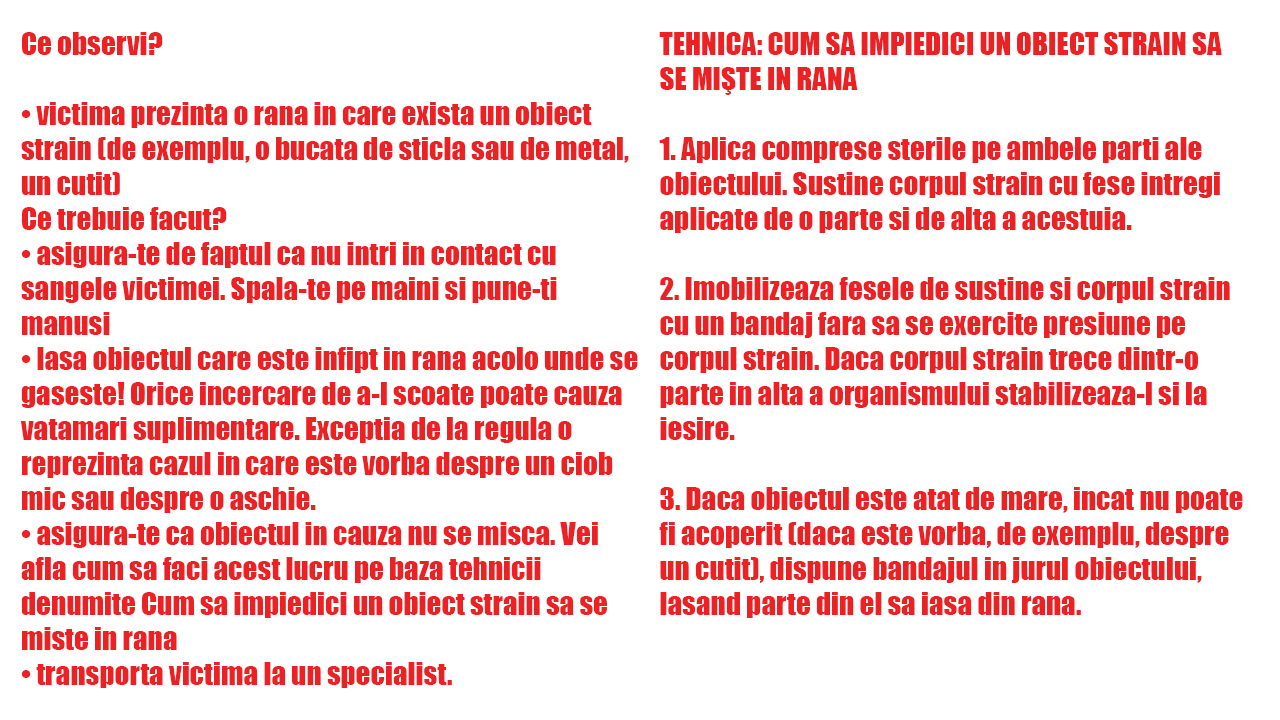 Ce observi?
• victima prezinta o rana in care exista un obiect
strain (de exemplu, o bucata de sticla sau de metal,
un cutit)
Ce trebuie facut?
• asigura-te de faptul ca nu intri in contact cu
sangele victimei. Spala-te pe maini si pune-ti
manusi
• lasa obiectul care este infipt in rana acolo unde se
gaseste! Orice incercare de a-l scoate poate cauza
vatamari suplimentare. Exceptia de la regula o
reprezinta cazul in care este vorba despre un ciob
mic sau despre o aschie.
• asigura-te ca obiectul in cauza nu se misca. Vei
afla cum sa faci acest lucru pe baza tehnicii
denumite Cum sa impiedici un obiect strain sa se
miste in rana
• transporta victima la un specialist.
TEHNICA: CUM SA IMPIEDICI UN OBIECT STRAIN SA
SE MIŞTE IN RANA
1. Aplica comprese sterile pe ambele parti ale
obiectului. Sustine corpul strain cu fese intregi
aplicate de o parte si de alta a acestuia.
2. Imobilizeaza fesele de sustine si corpul strain
cu un bandaj fara sa se exercite presiune pe
corpul strain. Daca corpul strain trece dintr-o
parte in alta a organismului stabilizeaza-l si la
iesire.
3. Daca obiectul este atat de mare, incat nu poate
fi acoperit (daca este vorba, de exemplu, despre
un cutit), dispune bandajul in jurul obiectului,
lasand parte din el sa iasa din rana.